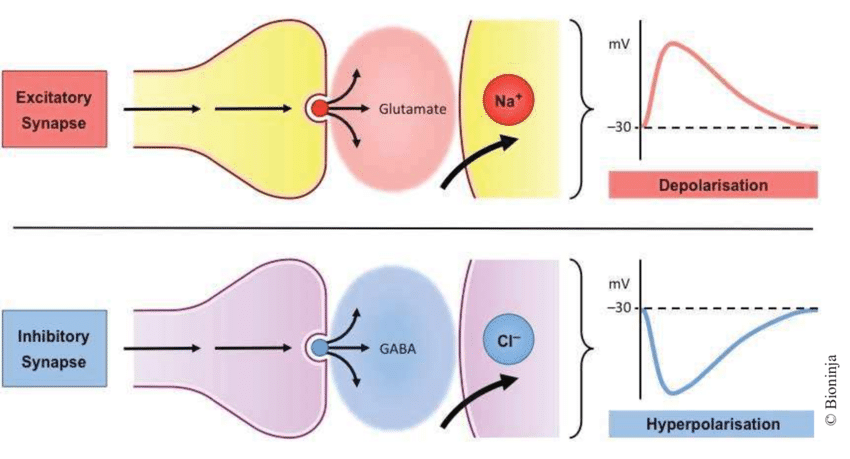 Excitatory
Synapse
Glutamate
Na⁺
mV
−30
Depolarisation
Inhibitory
Synapse
GABA
Cl⁻
mV
−30
Hyperpolarisation
© Bioninja